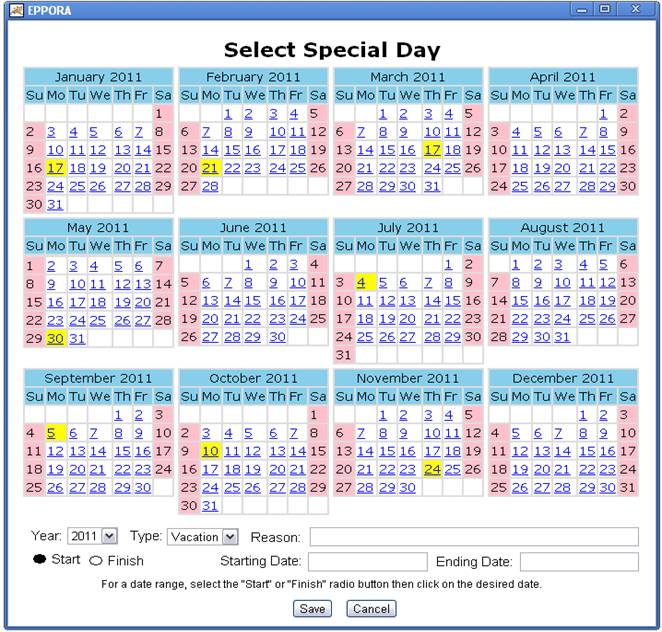 EPPORA
Select Special Day
January 2011
Su Mo Tu We Th Fr Sa
1
2 3 4 5 6 7 8
9 10 11 12 13 14 15
16 17 18 19 20 21 22
23 24 25 26 27 28 29
30 31
February 2011
Su Mo Tu We Th Fr Sa
1 2 3 4 5
6 7 8 9 10 11 12
13 14 15 16 17 18 19
20 21 22 23 24 25 26
27 28
March 2011
Su Mo Tu We Th Fr Sa
1 2 3 4 5
6 7 8 9 10 11 12
13 14 15 16 17 18 19
20 21 22 23 24 25 26
27 28 29 30 31
April 2011
Su Mo Tu We Th Fr Sa
1 2
3 4 5 6 7 8 9
10 11 12 13 14 15 16
17 18 19 20 21 22 23
24 25 26 27 28 29 30
May 2011
Su Mo Tu We Th Fr Sa
1 2 3 4 5 6 7
8 9 10 11 12 13 14
15 16 17 18 19 20 21
22 23 24 25 26 27 28
29 30 31
June 2011
Su Mo Tu We Th Fr Sa
1 2 3 4
5 6 7 8 9 10 11
12 13 14 15 16 17 18
19 20 21 22 23 24 25
26 27 28 29 30
July 2011
Su Mo Tu We Th Fr Sa
1 2
3 4 5 6 7 8 9
10 11 12 13 14 15 16
17 18 19 20 21 22 23
24 25 26 27 28 29 30
31
August 2011
Su Mo Tu We Th Fr Sa
1 2 3 4 5 6
7 8 9 10 11 12 13
14 15 16 17 18 19 20
21 22 23 24 25 26 27
28 29 30 31
September 2011
Su Mo Tu We Th Fr Sa
1 2 3
4 5 6 7 8 9 10
11 12 13 14 15 16 17
18 19 20 21 22 23 24
25 26 27 28 29 30
October 2011
Su Mo Tu We Th Fr Sa
1
2 3 4 5 6 7 8
9 10 11 12 13 14 15
16 17 18 19 20 21 22
23 24 25 26 27 28 29
30 31
November 2011
Su Mo Tu We Th Fr Sa
1 2 3 4 5
6 7 8 9 10 11 12
13 14 15 16 17 18 19
20 21 22 23 24 25 26
27 28 29 30
December 2011
Su Mo Tu We Th Fr Sa
1 2 3
4 5 6 7 8 9 10
11 12 13 14 15 16 17
18 19 20 21 22 23 24
25 26 27 28 29 30 31
Year: 2011 Type: Vacation Reason:
Start Finish Starting Date: Ending Date:
For a date range, select the "Start" or "Finish" radio button then click on the desired date.
Save Cancel